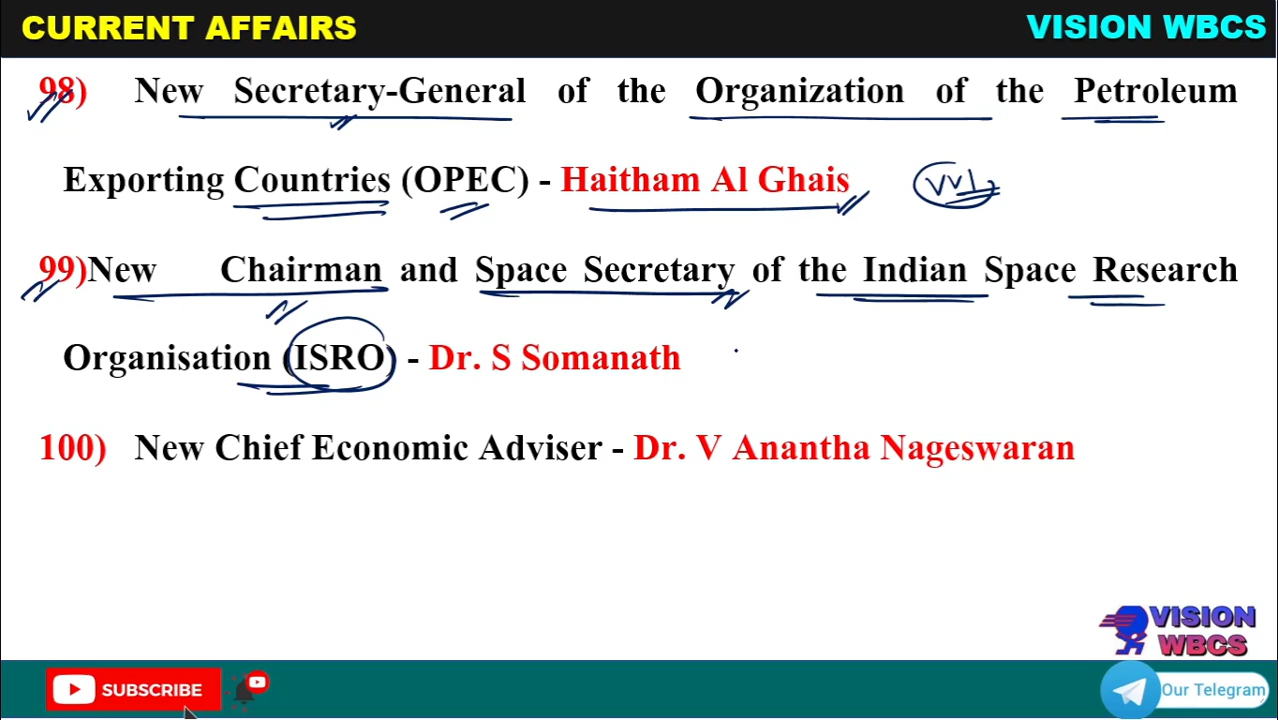 CURRENT AFFAIRS
VISION WBCS
98) New Secretary-General of the Organization of the Petroleum
Exporting Countries (OPEC) - Haitham Al Ghais VVI
99)New Chairman and Space Secretary of the Indian Space Research
Organisation (ISRO) - Dr. S Somanath
100) New Chief Economic Adviser - Dr. V Anantha Nageswaran
VISION
WBCS
SUBSCRIBE
Our Telegram